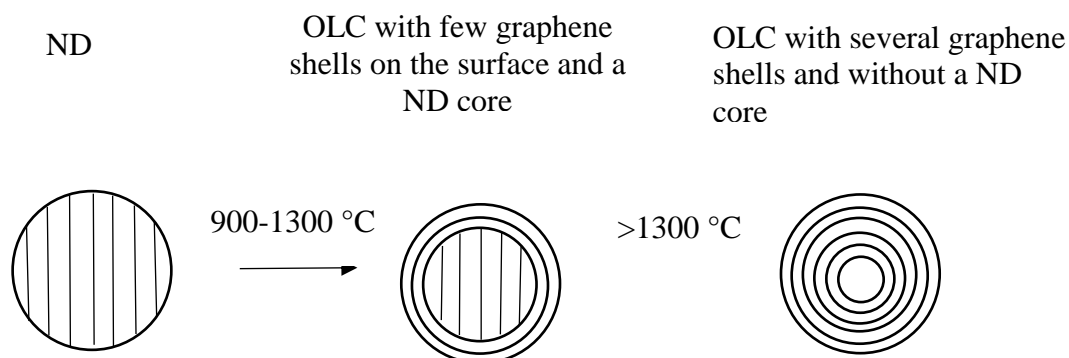 ND
OLC with few graphene
shells on the surface and a
ND core
OLC with several graphene
shells and without a ND
core
900-1300 °C
>1300 °C